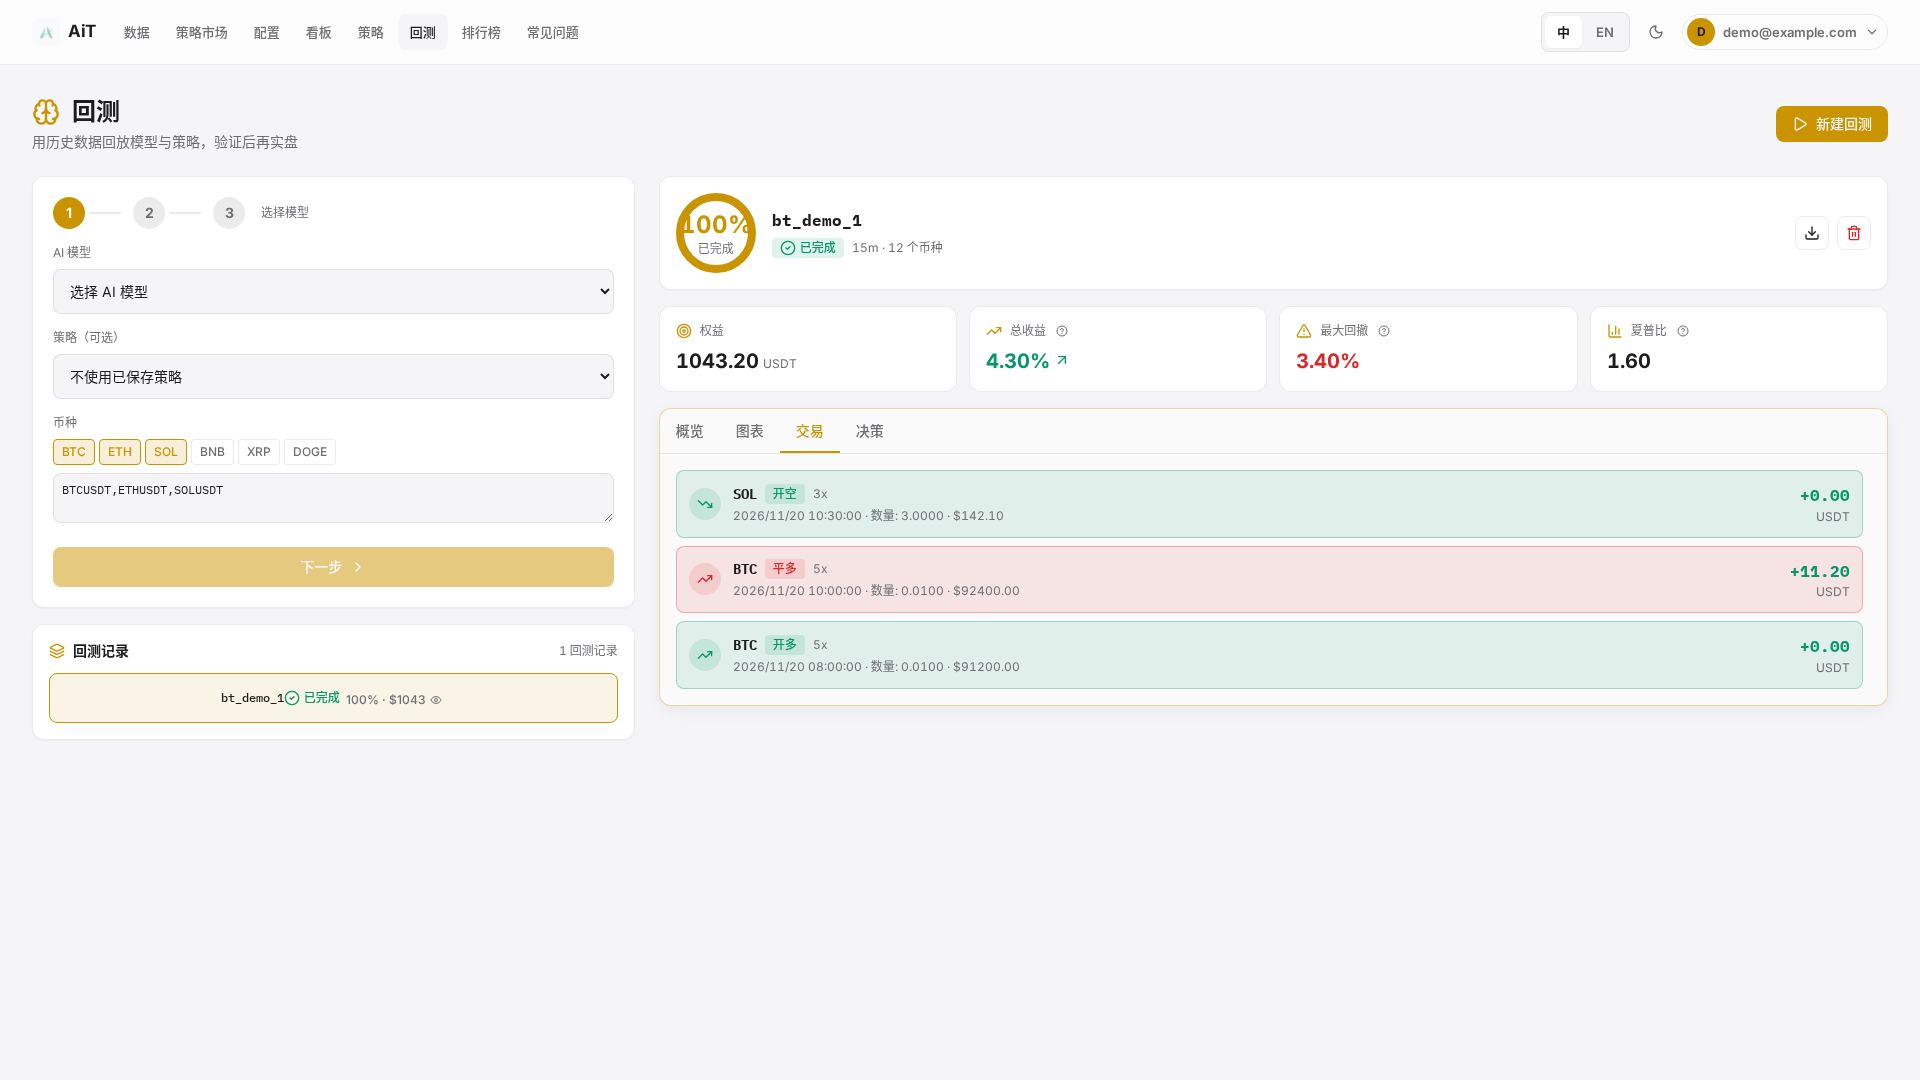 AiT 数据 策略市场 配置 看板 策略 回测 排行榜 常见问题 中 EN D demo@example.com
回测
用历史数据回放模型与策略，验证后再实盘
新建回测
1 2 3 选择模型
AI 模型
选择 AI 模型
策略（可选）
不使用已保存策略
币种
BTC ETH SOL BNB XRP DOGE
BTCUSDT,ETHUSDT,SOLUSDT
下一步
回测记录 1 回测记录
bt_demo_1 已完成 100% · $1043
100%
已完成
bt_demo_1
已完成 15m · 12 个币种
权益
1043.20 USDT
总收益
4.30%
最大回撤
3.40%
夏普比
1.60
概览 图表 交易 决策
SOL 开空 3x
2026/11/20 10:30:00 · 数量: 3.0000 · $142.10
+0.00
USDT
BTC 平多 5x
2026/11/20 10:00:00 · 数量: 0.0100 · $92400.00
+11.20
USDT
BTC 开多 5x
2026/11/20 08:00:00 · 数量: 0.0100 · $91200.00
+0.00
USDT